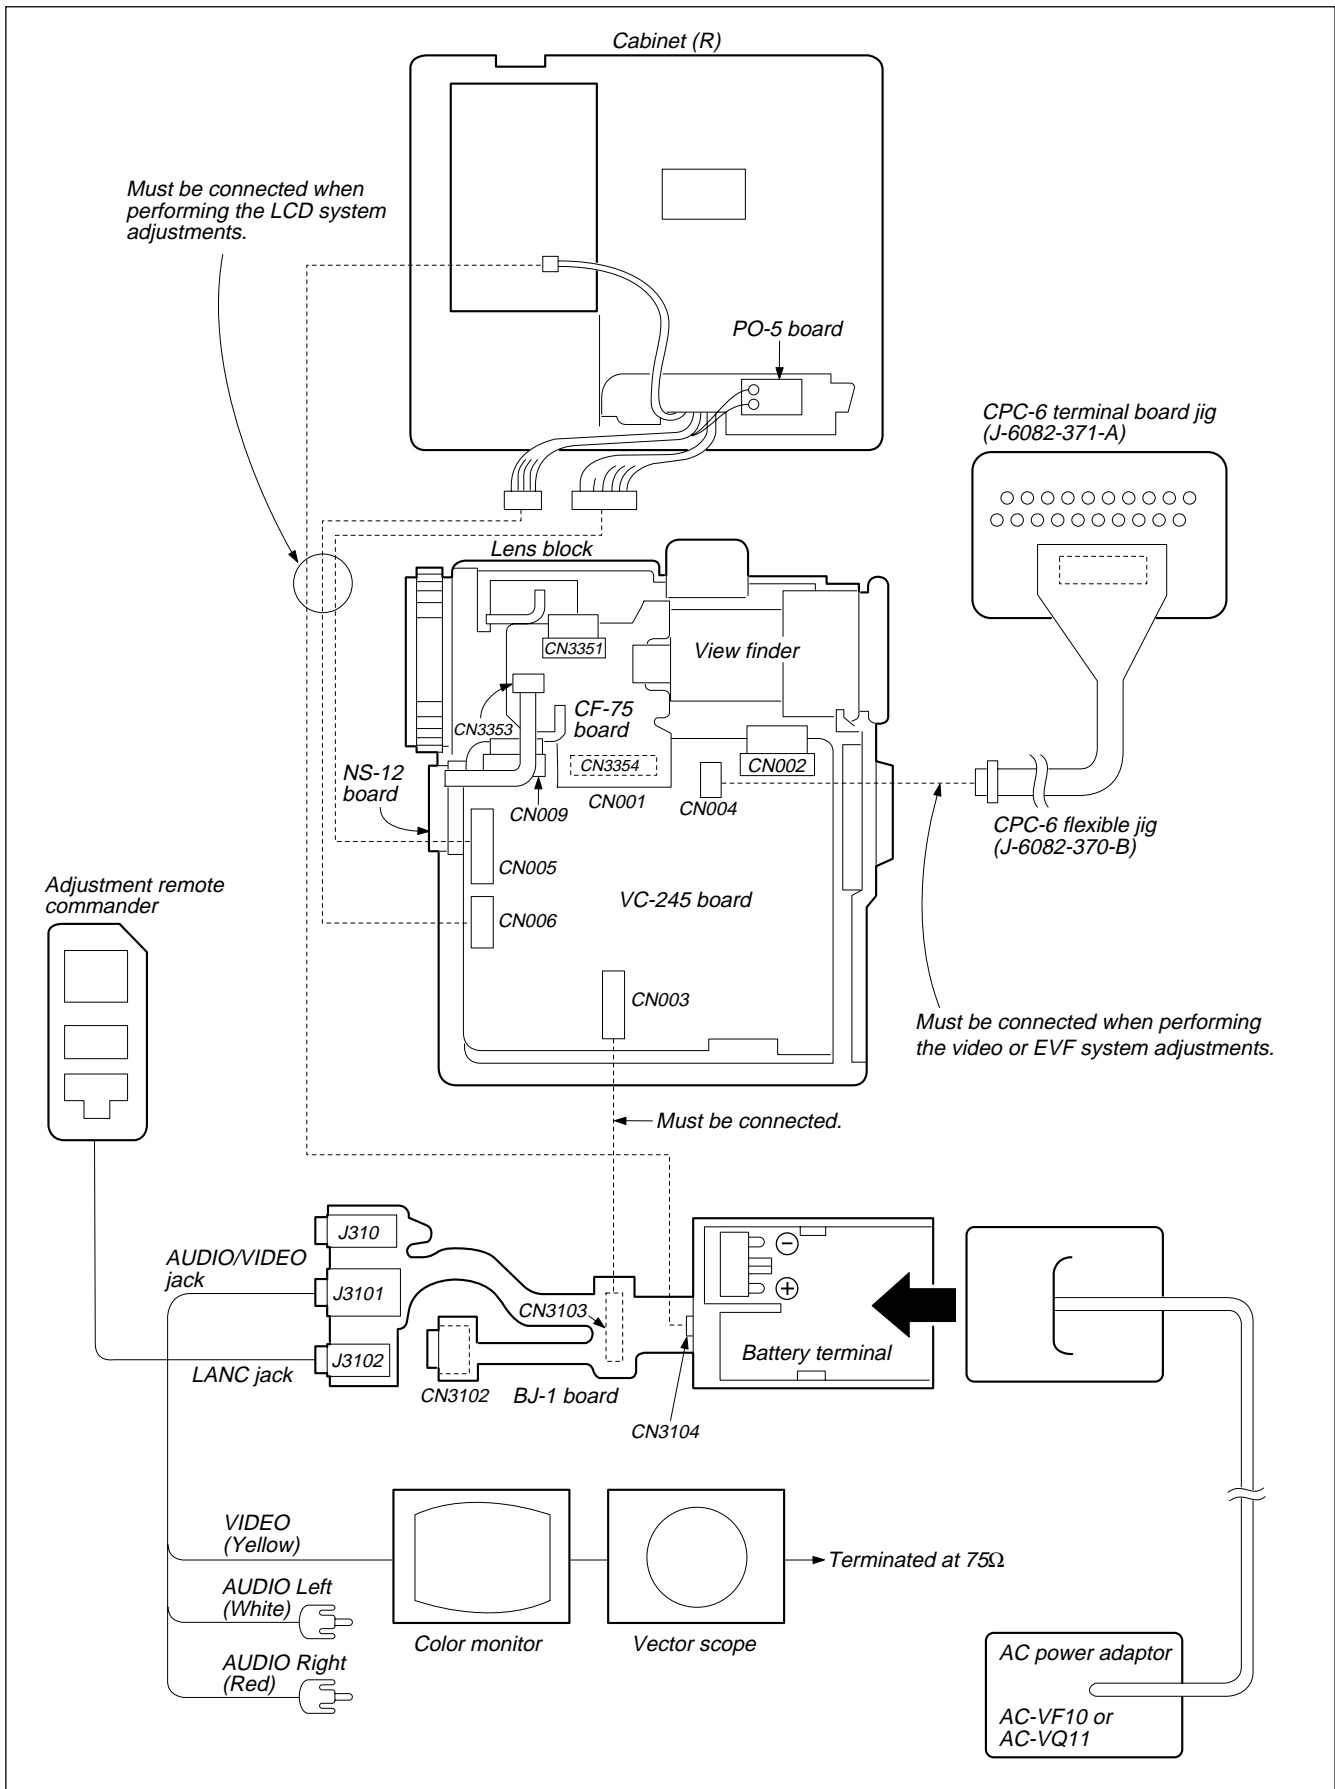 Cabinet (R)
Must be connected when
performing the LCD system
adjustments.
PO-5 board
CPC-6 terminal board jig
(J-6082-371-A)
Lens block
CN3351
View finder
CN3353
CF-75
board
CN3354
CN002
NS-12
board
CN009
CN001
CN004
CPC-6 flexible jig
(J-6082-370-B)
CN005
Adjustment remote
commander
VC-245 board
CN006
CN003
Must be connected when performing
the video or EVF system adjustments.
Must be connected.
J310
AUDIO/VIDEO
jack
J3101
CN3103
−
+
J3102
LANC jack
CN3102
BJ-1 board
Battery terminal
CN3104
VIDEO
(Yellow)
Terminated at 75Ω
AUDIO Left
(White)
Color monitor
Vector scope
AUDIO Right
(Red)
AC power adaptor
AC-VF10 or
AC-VQ11